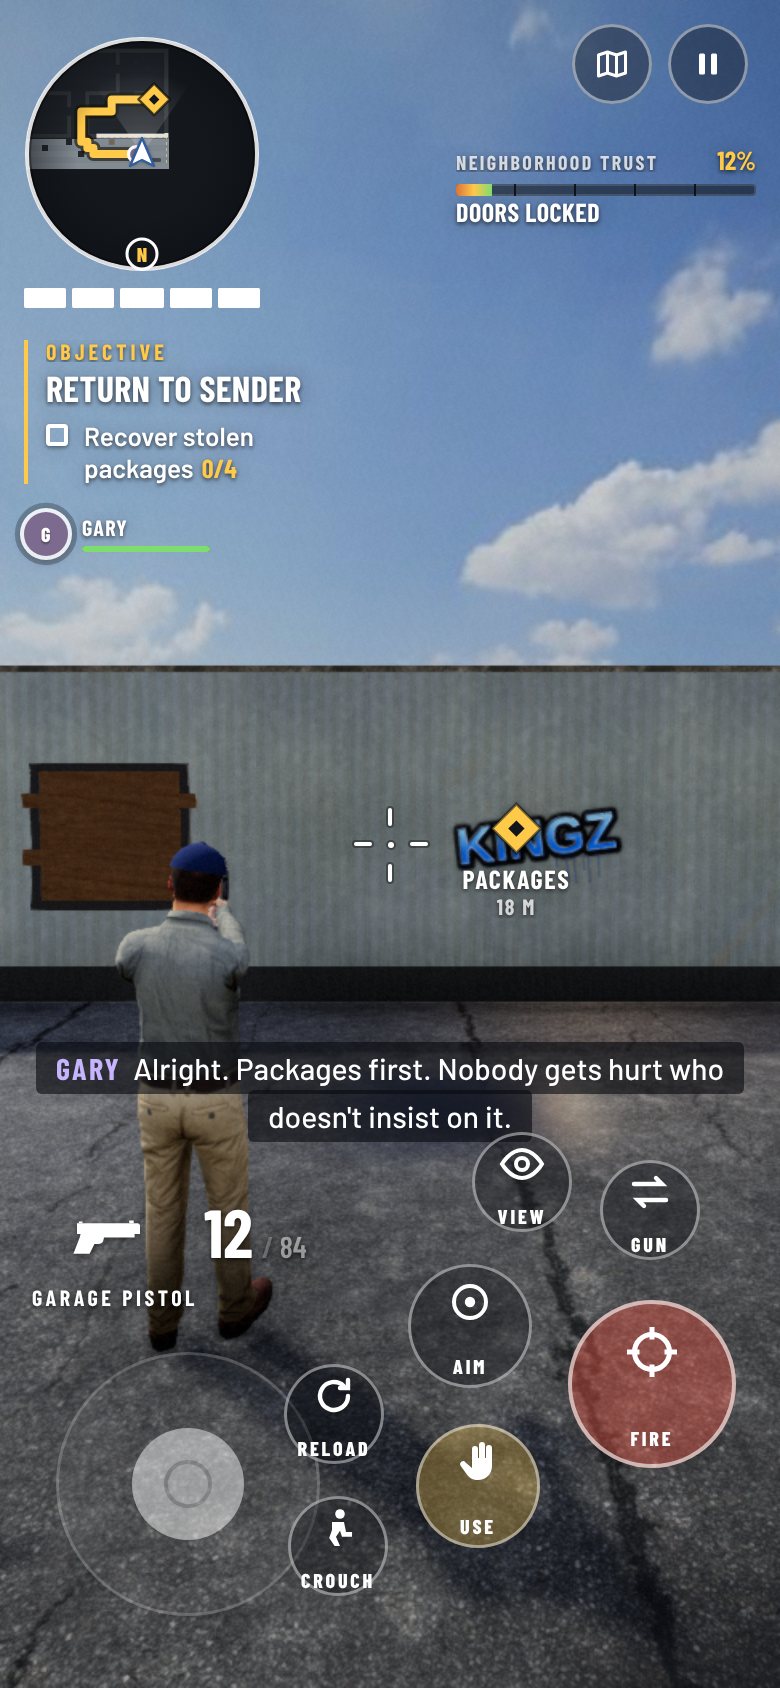 N
NEIGHBORHOOD TRUST 12%
DOORS LOCKED
OBJECTIVE
RETURN TO SENDER
Recover stolen
packages 0/4
G GARY
KINGZ
PACKAGES
18 M
GARY Alright. Packages first. Nobody gets hurt who
doesn't insist on it.
VIEW
GUN
12 / 84
GARAGE PISTOL
AIM
FIRE
RELOAD
USE
CROUCH